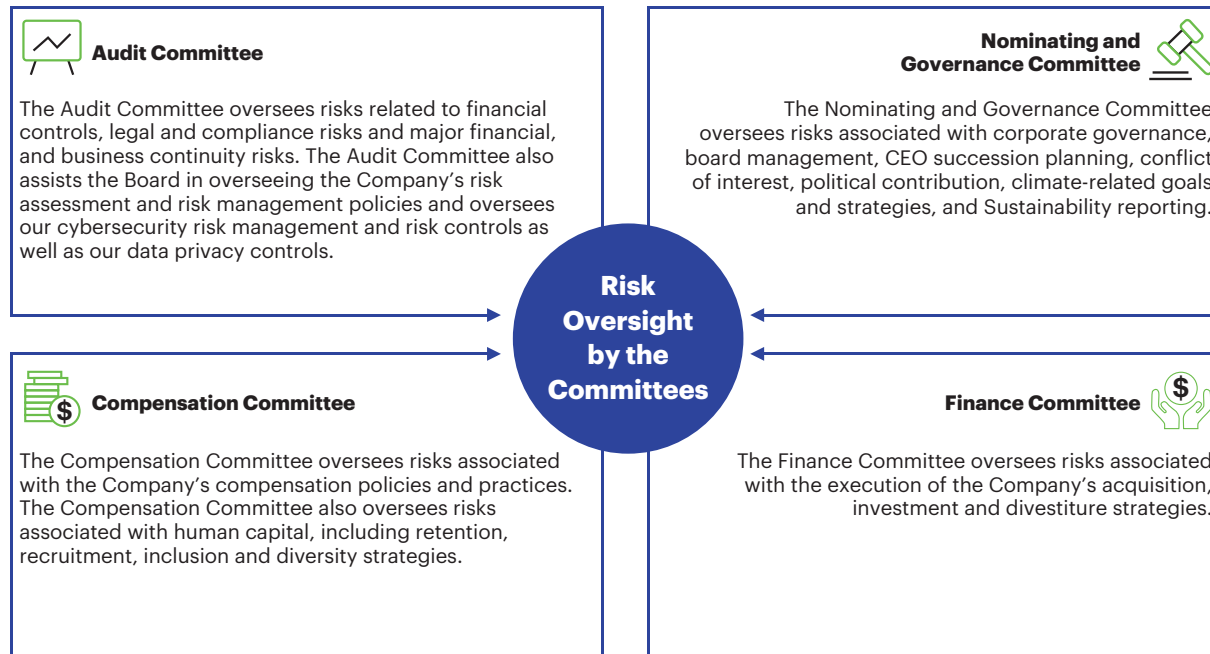 Audit Committee
The Audit Committee oversees risks related to financial
controls, legal and compliance risks and major financial,
and business continuity risks. The Audit Committee also
assists the Board in overseeing the Company’s risk
assessment and risk management policies and oversees
our cybersecurity risk management and risk controls as
well as our data privacy controls.
Nominating and
Governance Committee
The Nominating and Governance Committee
oversees risks associated with corporate governance,
board management, CEO succession planning, conflict
of interest, political contribution, climate-related goals
and strategies, and Sustainability reporting.
Risk
Oversight
by the
Committees
$
Compensation Committee
The Compensation Committee oversees risks associated
with the Company’s compensation policies and practices.
The Compensation Committee also oversees risks
associated with human capital, including retention,
recruitment, inclusion and diversity strategies.
Finance Committee
$
The Finance Committee oversees risks associated
with the execution of the Company’s acquisition,
investment and divestiture strategies.